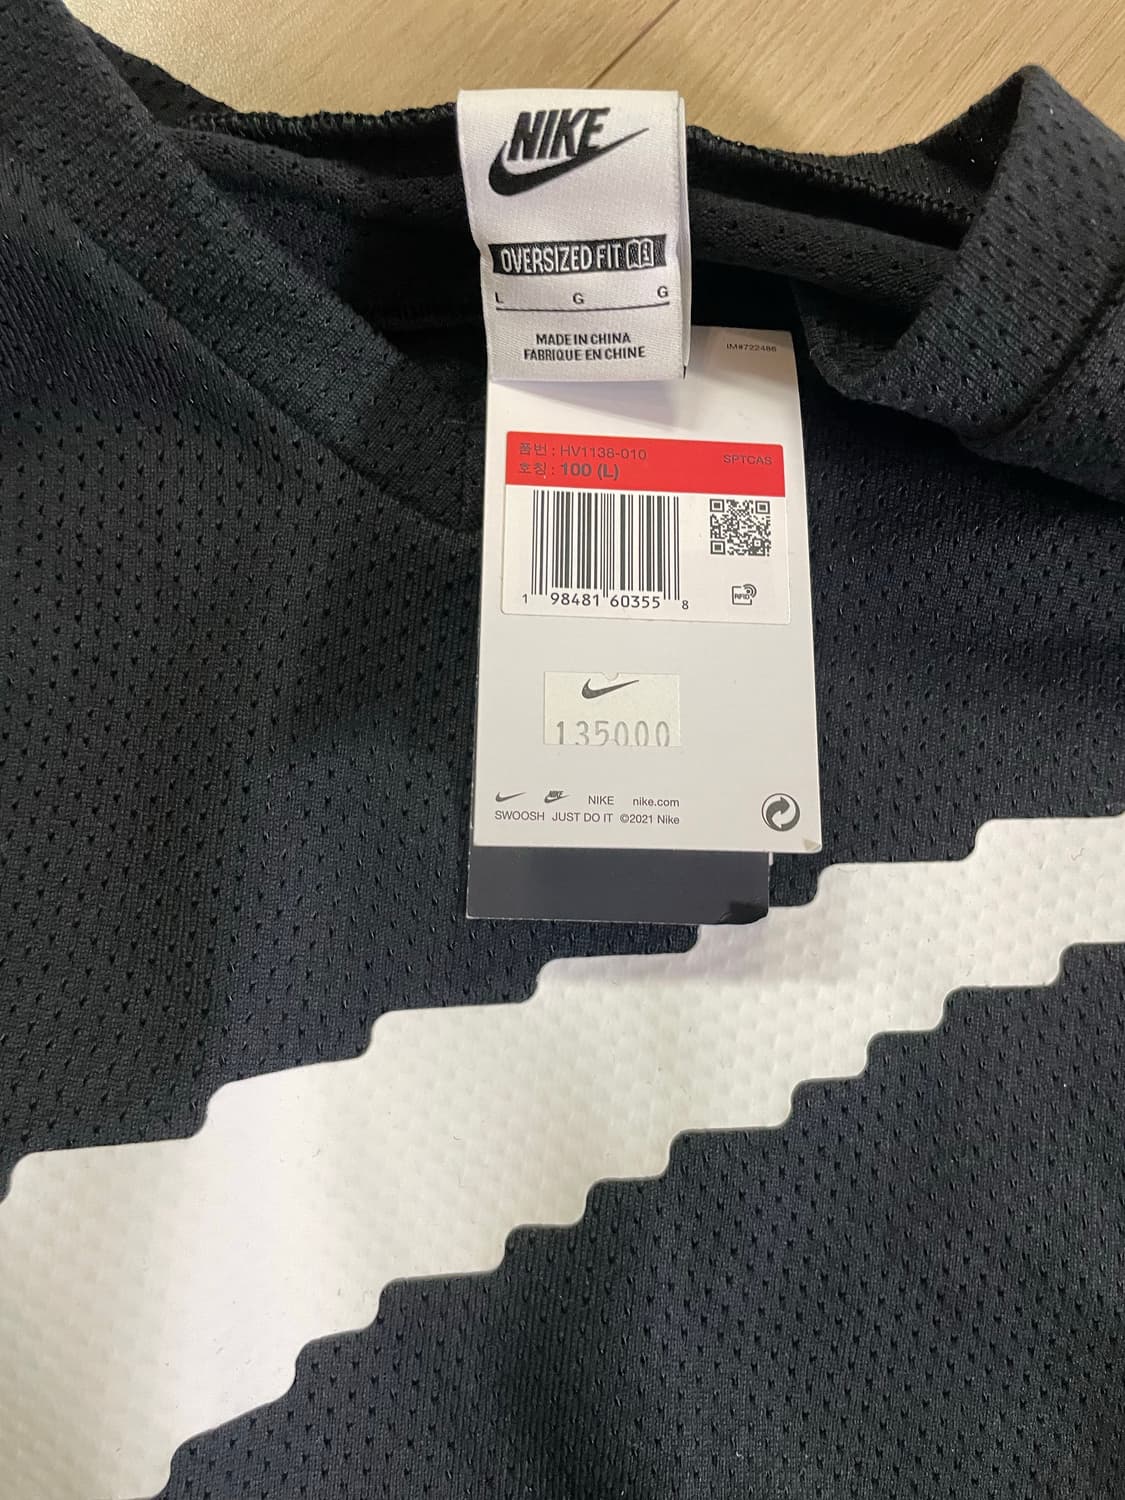 NIKE
OVERSIZED FIT
L G G
MADE IN CHINA
FABRIQUE EN CHINE
IM#722486
품번 : HV1138-010
호칭 : 100 (L)
SPTCAS
1 98481 60355 8
RFID
135000
NIKE nike.com
SWOOSH JUST DO IT ©2021 Nike